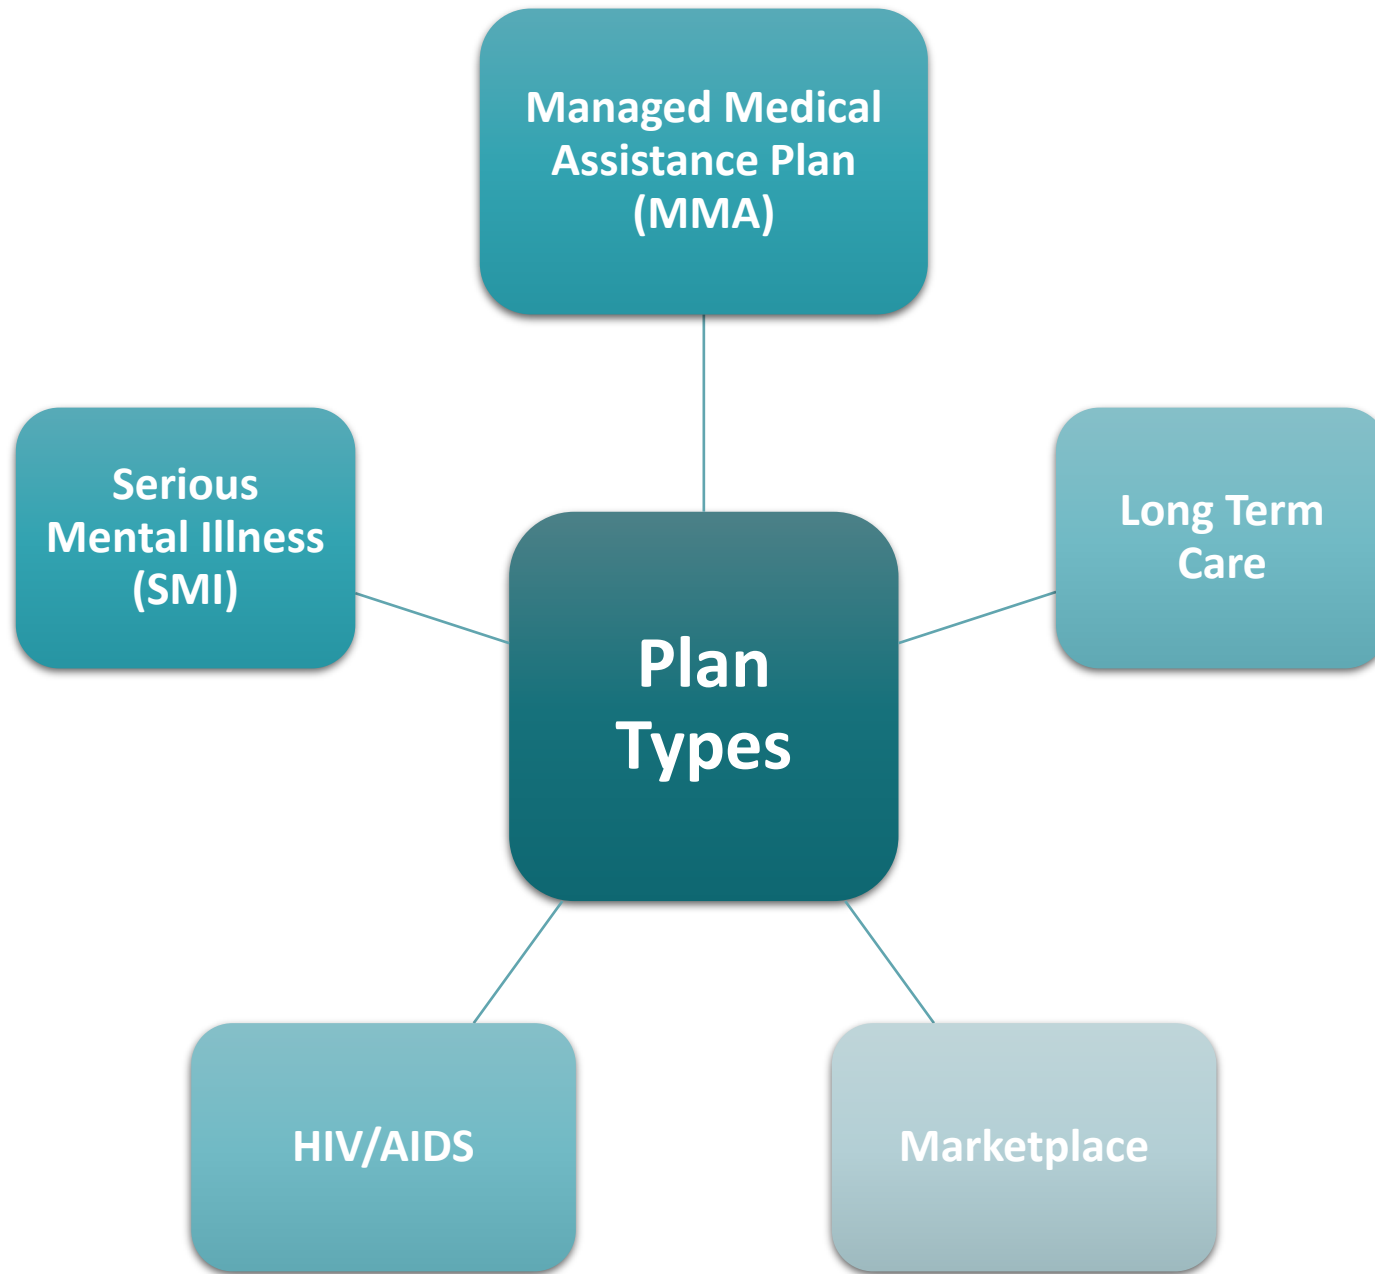 Managed Medical
Assistance Plan
(MMA)
Serious
Mental Illness
(SMI)
Long Term
Care
Plan
Types
HIV/AIDS
Marketplace